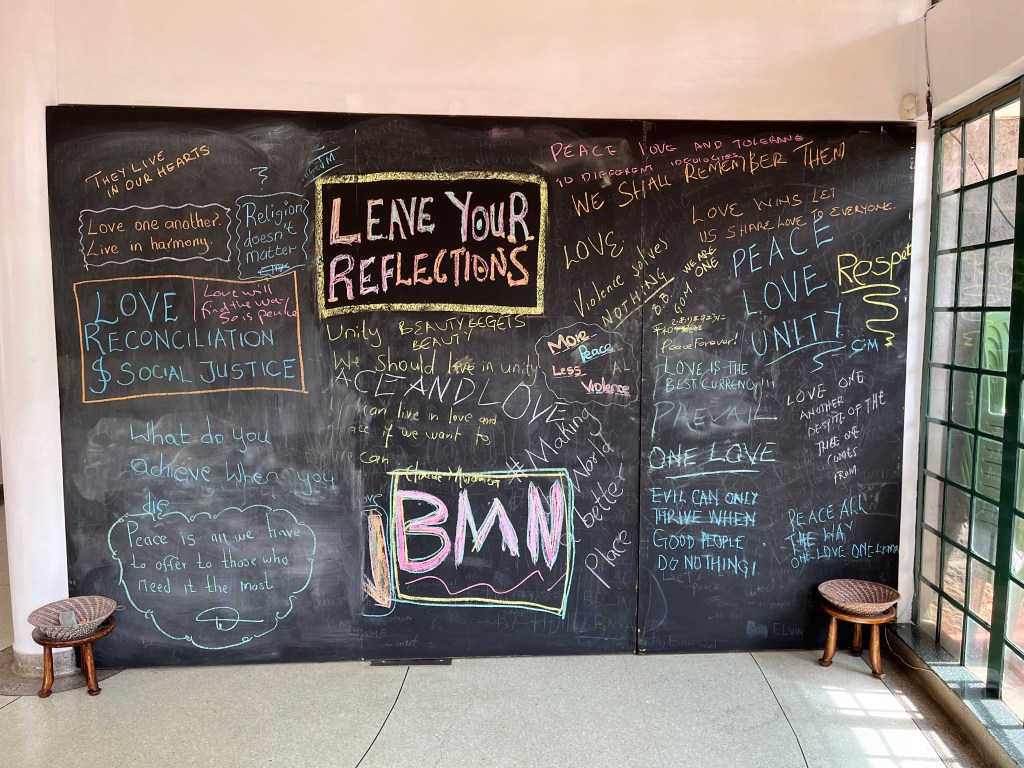 THEY LIVE
IN OUR HEARTS
Love one another.
Live in harmony.
Religion
doesn't
matter
LOVE
RECONCILIATION
$ SOCIAL JUSTICE
Love will
find the way
So is peace
What do you
achieve when you
die
Peace is all we have
to offer to those who
need it the most
LEAVE YOUR
REFLECTIONS
Unity
BEAUTY BEGETS
BEAUTY
We should live in unity
ACE AND LOVE
can live in love and
if we want to
can
BMN
#Making
World
better
Place
PEACE LOVE AND TOLERANC
TO DIFFERENT IDEOLOGIES
WE SHALL REMEMBER THEM
LOVE
Violence solves
NOTHING
WE ARE
ONE
More
Peace
Less
Violence
Peace Forever!
LOVE WINS LET
US SHARE LOVE TO EVERYONE.
PEACE
LOVE
UNITY
Respet
LOVE IS THE
BEST CURRENCY!!!
PREVAIL
ONE LOVE
EVIL CAN ONLY
THRIVE WHEN
GOOD PEOPLE
DO NOTHING!
LOVE ONE
ANOTHER
DESPITE OF THE
COMES
FROM
PEACE ALL
THE WAY
ONE LOVE ONE
ELVIN